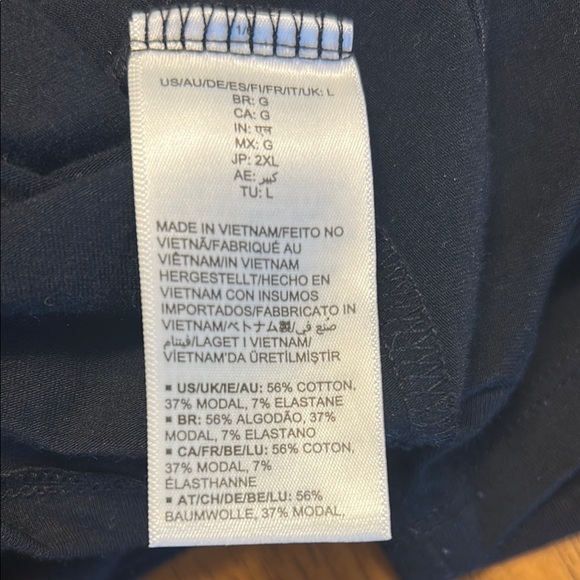 US/AU/DE/ES/FI/FR/IT/UK: L
BR: G
CA: G
IN: एल
MX: G
JP: 2XL
AE: كبير
TU: L
MADE IN VIETNAM/FEITO NO
VIETNÃ/FABRIQUÉ AU
VIÊTNAM/IN VIETNAM
HERGESTELLT/HECHO EN
VIETNAM CON INSUMOS
IMPORTADOS/FABBRICATO IN
VIETNAM/ベトナム製/صنع في
فيتنام/LAGET I VIETNAM/
VİETNAM'DA ÜRETİLMİŞTİR
▪ US/UK/IE/AU: 56% COTTON,
37% MODAL, 7% ELASTANE
▪ BR: 56% ALGODÃO, 37%
MODAL, 7% ELASTANO
▪ CA/FR/BE/LU: 56% COTON,
37% MODAL, 7%
ÉLASTHANNE
▪ AT/CH/DE/BE/LU: 56%
BAUMWOLLE, 37% MODAL,